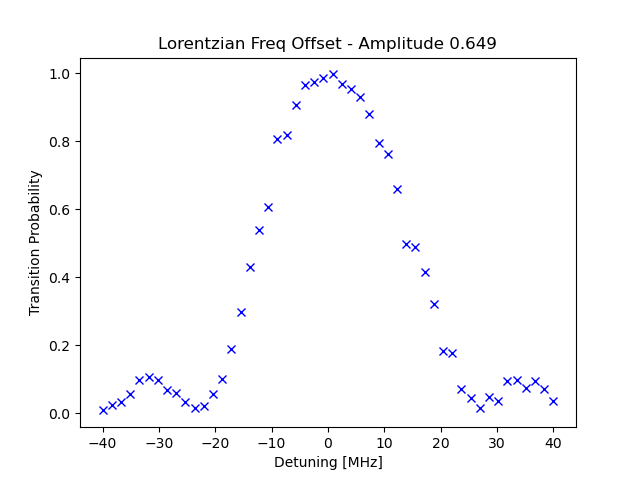 Lorentzian Freq Offset - Amplitude 0.649
1.0
0.8
0.6
0.4
0.2
0.0
Transition Probability
−40 −30 −20 −10 0 10 20 30 40
Detuning [MHz]